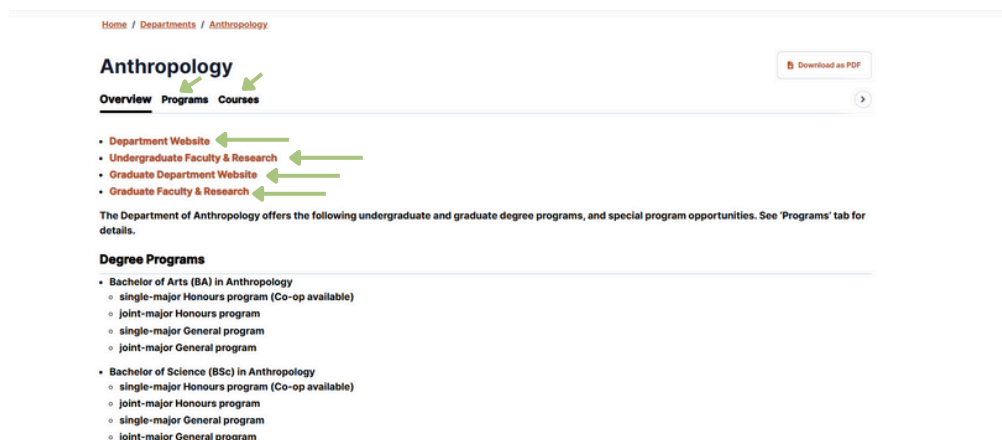 Home / Departments / Anthropology
Anthropology
Download as PDF
Overview Programs Courses
• Department Website
• Undergraduate Faculty & Research
• Graduate Department Website
• Graduate Faculty & Research
The Department of Anthropology offers the following undergraduate and graduate degree programs, and special program opportunities. See 'Programs' tab for
details.
Degree Programs
• Bachelor of Arts (BA) in Anthropology
◦ single-major Honours program (Co-op available)
◦ joint-major Honours program
◦ single-major General program
◦ joint-major General program
• Bachelor of Science (BSc) in Anthropology
◦ single-major Honours program (Co-op available)
◦ joint-major Honours program
◦ single-major General program
◦ joint-major General program